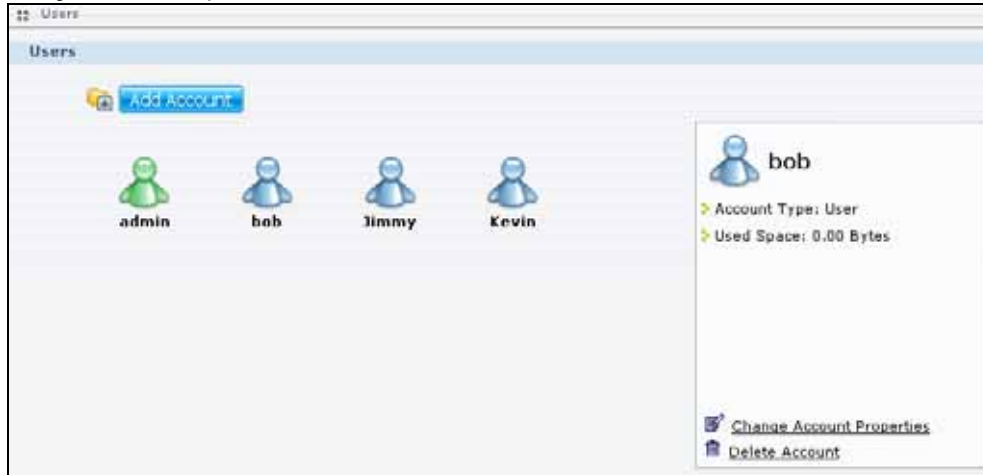 Users
Users
Add Account
admin
bob
Jimmy
Kevin
bob
Account Type: User
Used Space: 0.00 Bytes
Change Account Properties
Delete Account